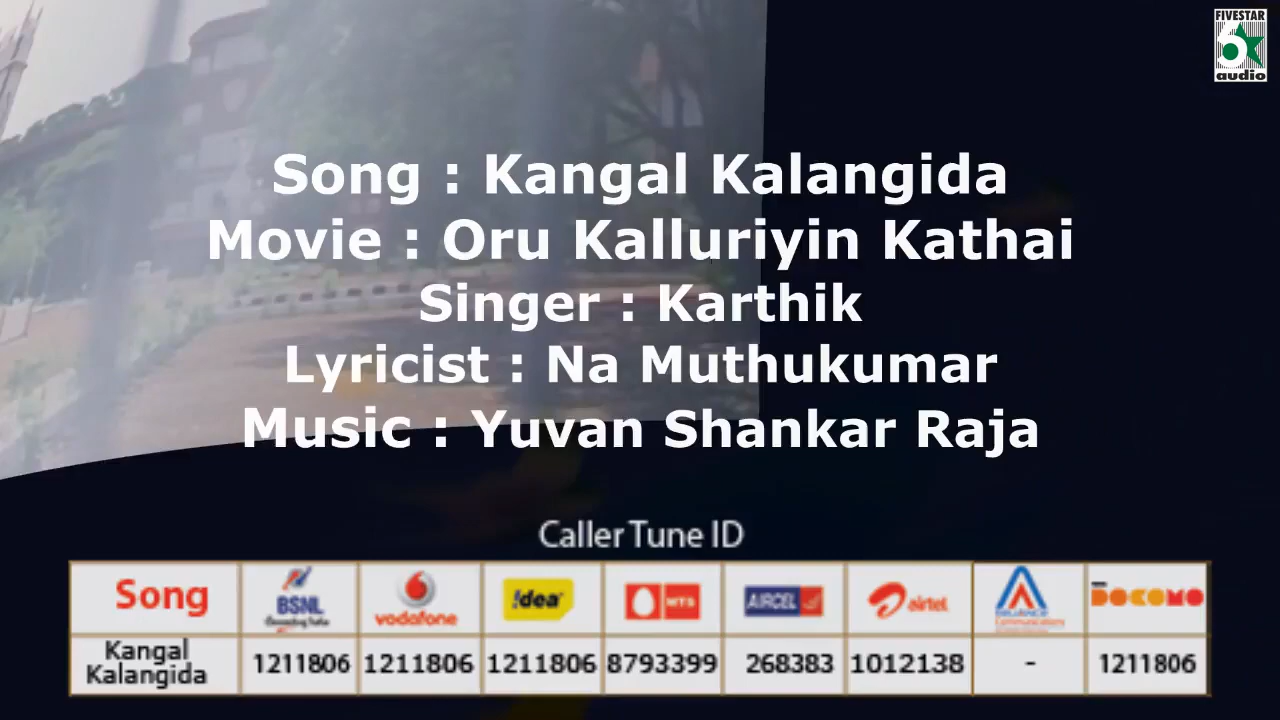 FIVESTAR
audio
Song : Kangal Kalangida
Movie : Oru Kalluriyin Kathai
Singer : Karthik
Lyricist : Na Muthukumar
Music : Yuvan Shankar Raja
Caller Tune ID
Song BSNL vodafone !dea MTS AIRCEL airtel RELIANCE DOCOMO
Kangal Kalangida 1211806 1211806 1211806 8793399 268383 1012138 - 1211806